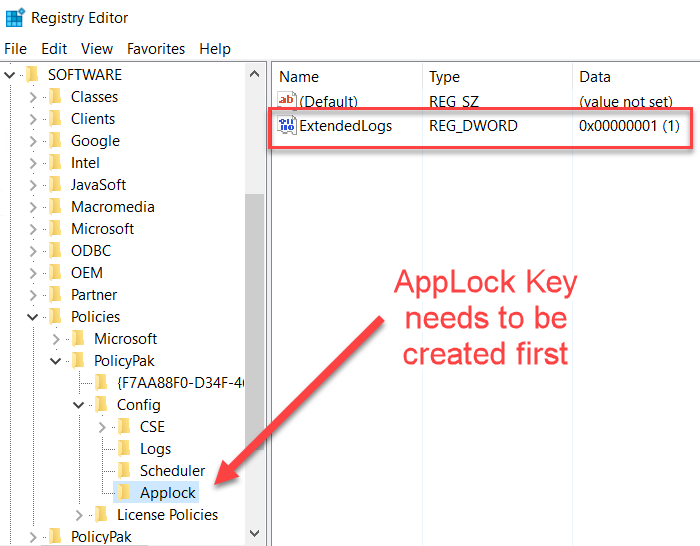 Registry Editor
File Edit View Favorites Help
SOFTWARE
Classes
Clients
Google
Intel
JavaSoft
Macromedia
Microsoft
ODBC
OEM
Partner
Policies
Microsoft
PolicyPak
{F7AA88F0-D34F-4
Config
CSE
Logs
Scheduler
Applock
License Policies
PolicyPak
Name Type Data
ab (Default) REG_SZ (value not set)
ExtendedLogs REG_DWORD 0x00000001 (1)
AppLock Key
needs to be
created first